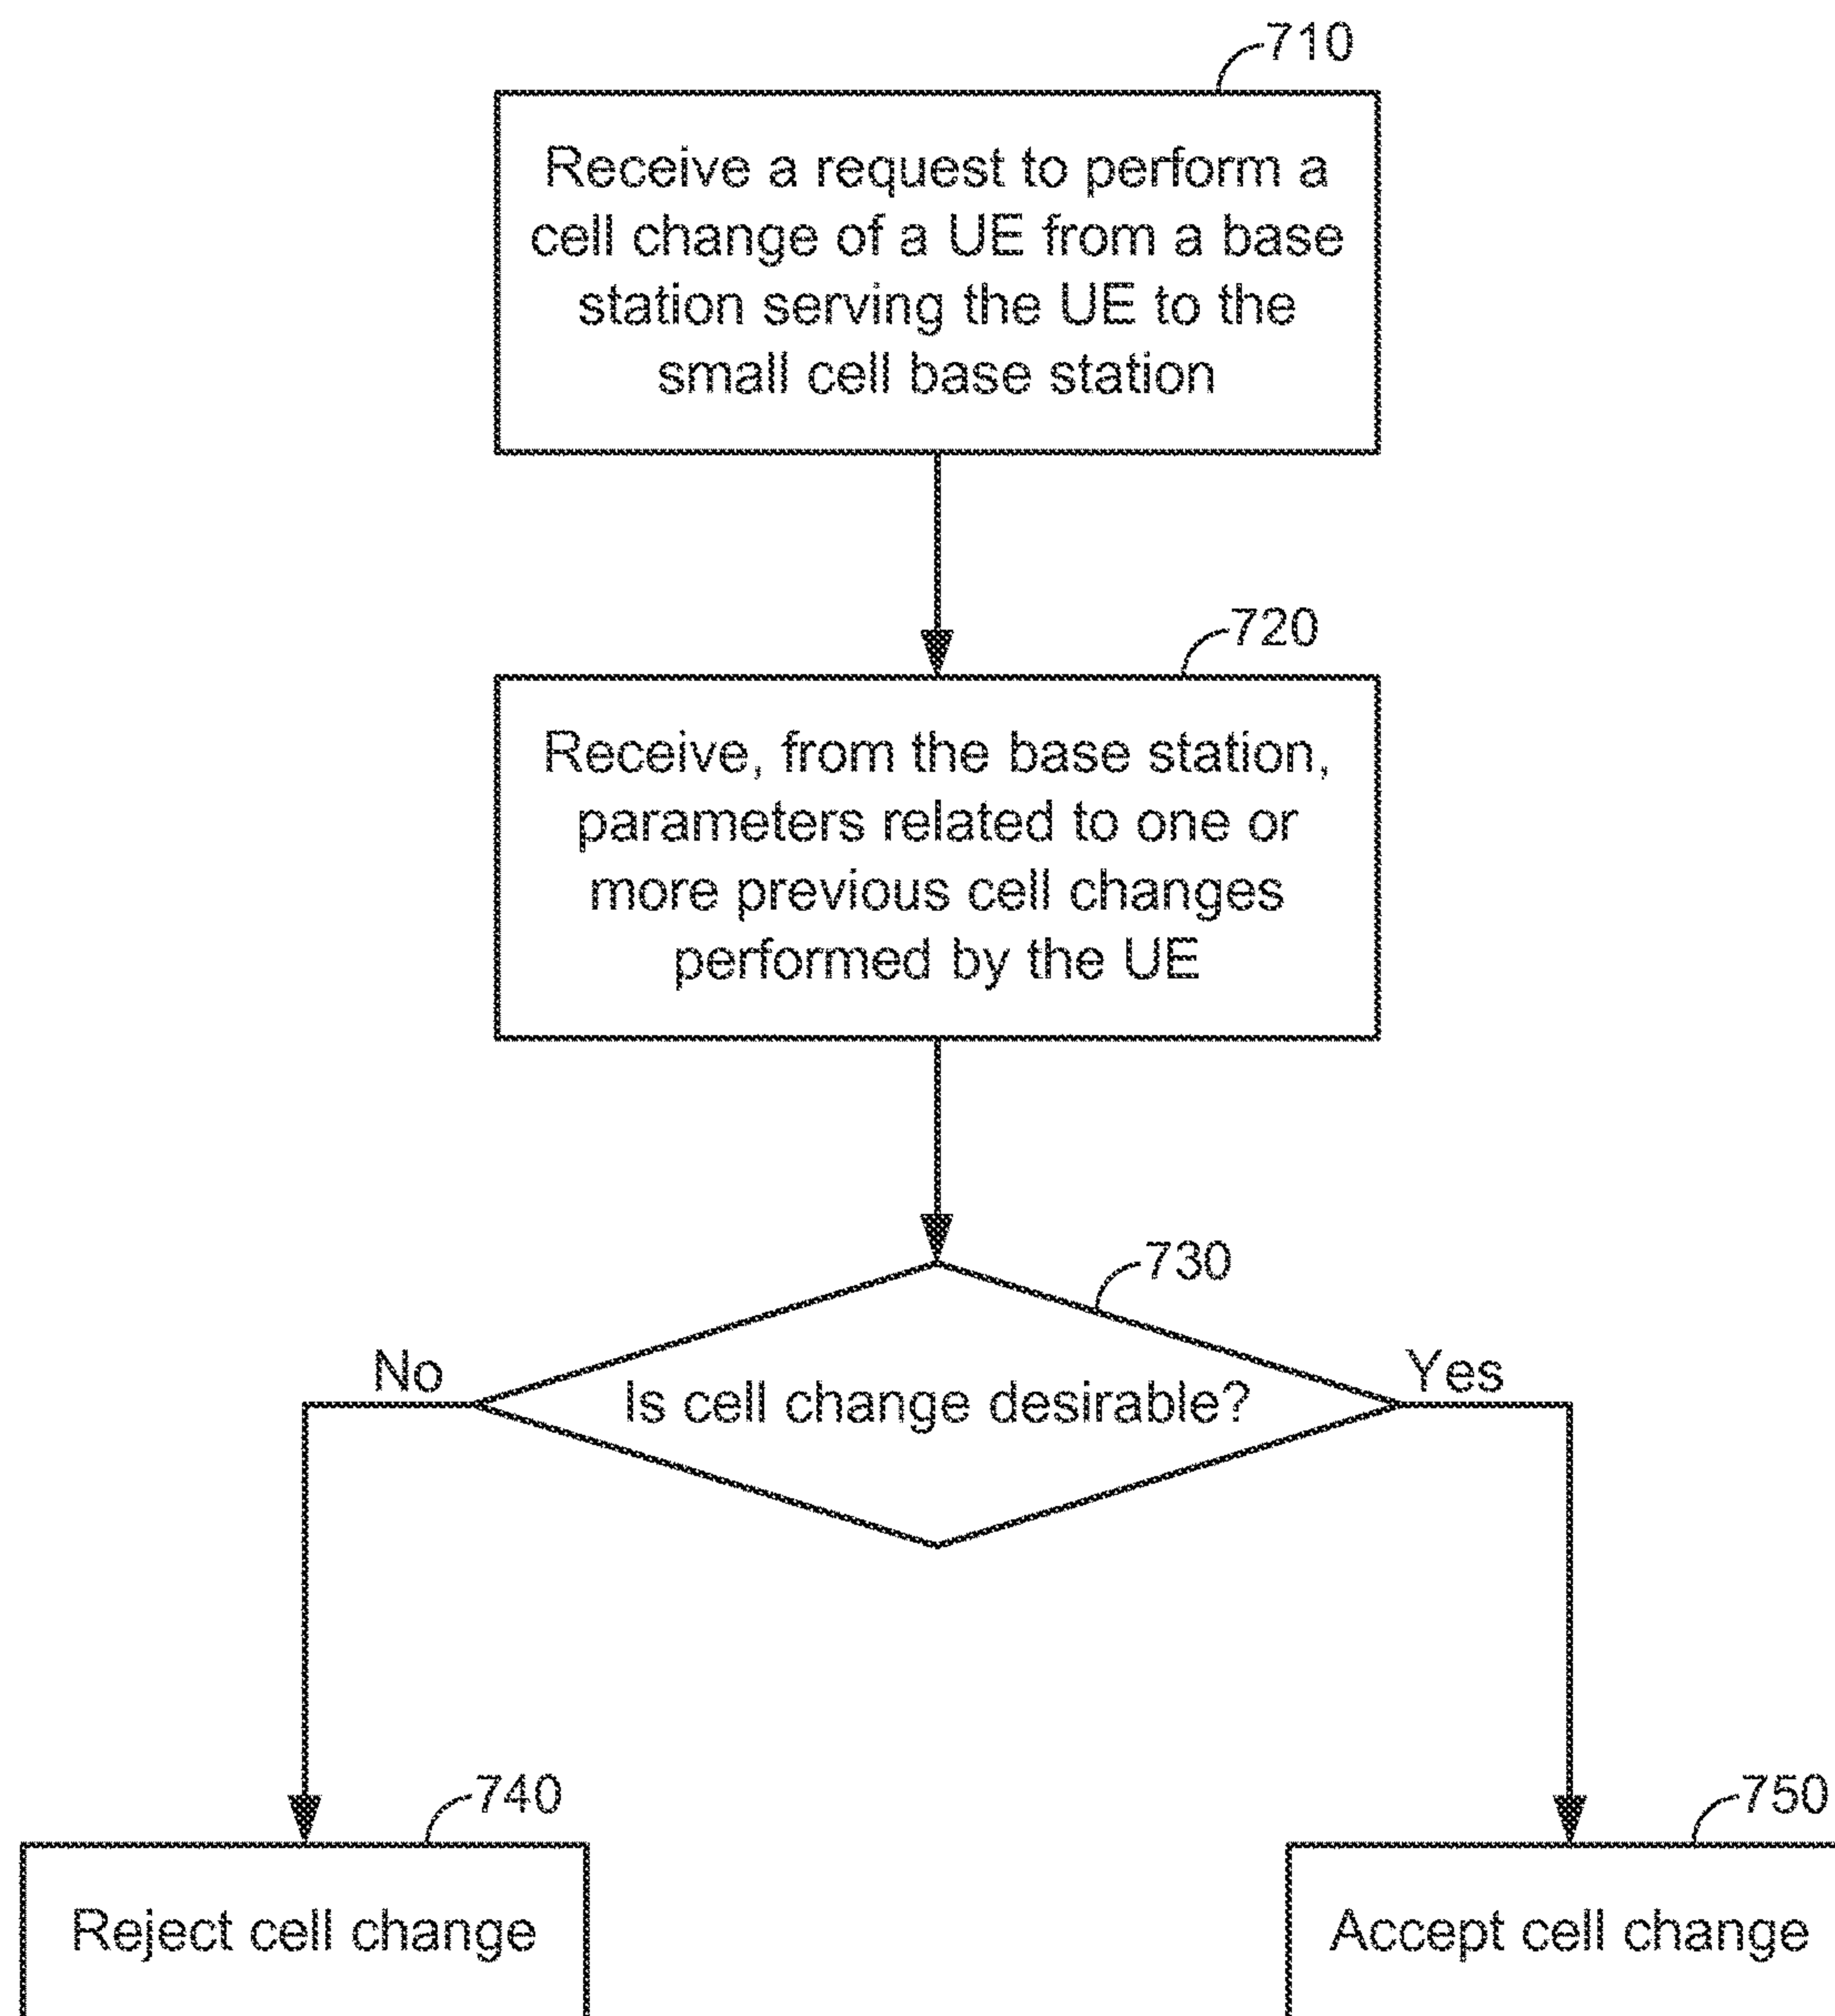 710
Receive a request to perform a
cell change of a UE from a base
station serving the UE to the
small cell base station
720
Receive, from the base station,
parameters related to one or
more previous cell changes
performed by the UE
730
No
Is cell change desirable?
Yes
740
Reject cell change
750
Accept cell change